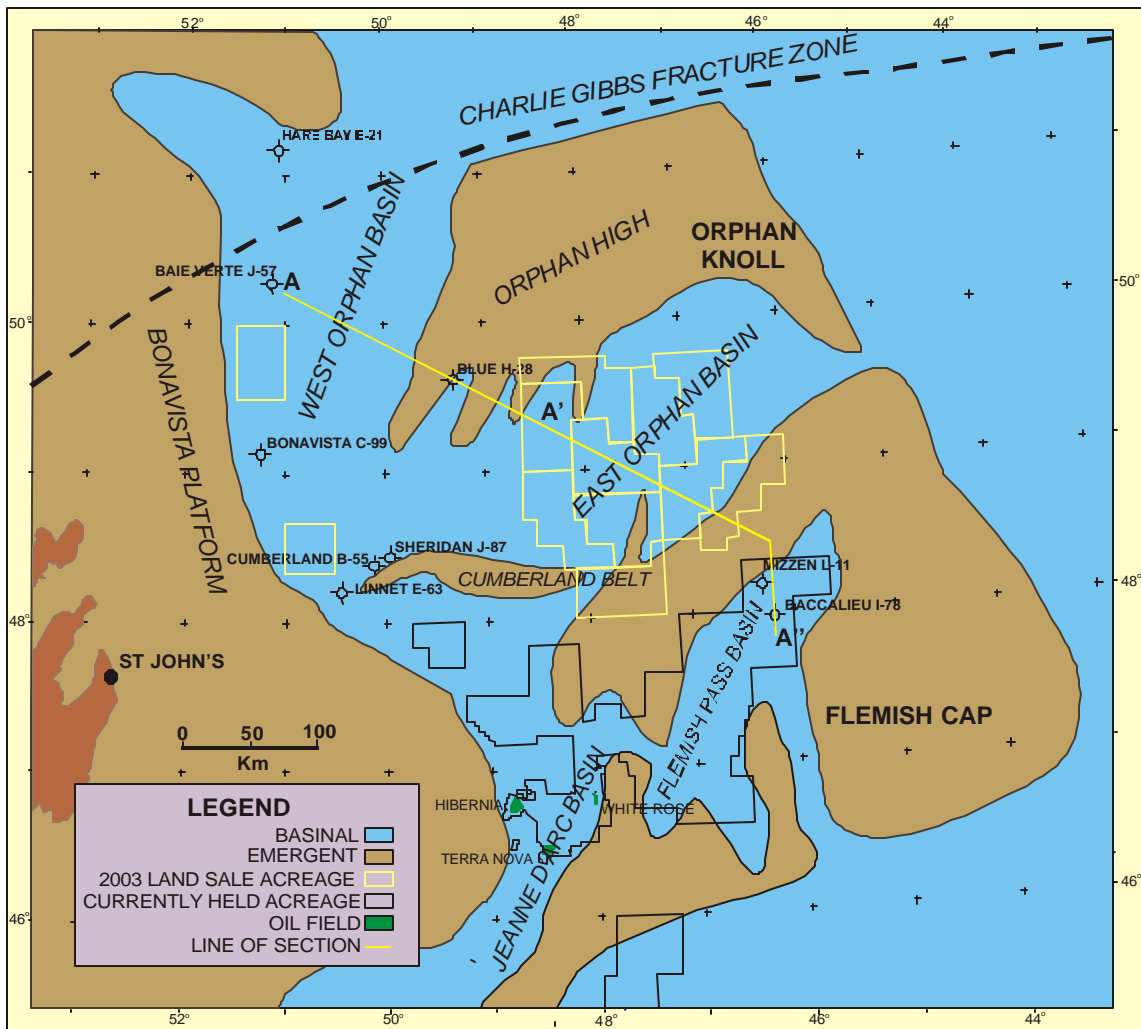 52° 50° 48° 46° 44°
CHARLIE GIBBS FRACTURE ZONE
HARE BAY E-21
WEST ORPHAN BASIN
ORPHAN HIGH
ORPHAN
KNOLL
BAIE VERTE J-57
A
50°
50°
BONAVISTA PLATFORM
BLUE H-28
A'
EAST ORPHAN BASIN
BONAVISTA C-99
SHERIDAN J-87
CUMBERLAND B-55
CUMBERLAND BELT
LINNET E-63
MIZZEN L-11
BACCALIEU I-78
A''
48°
48°
ST JOHN'S
FLEMISH PASS BASIN
FLEMISH CAP
0 50 100
Km
JEANNE D'ARC BASIN
HIBERNIA
WHITE ROSE
TERRA NOVA
LEGEND
BASINAL
EMERGENT
2003 LAND SALE ACREAGE
CURRENTLY HELD ACREAGE
OIL FIELD
LINE OF SECTION
46°
46°
52° 50° 48° 46° 44°